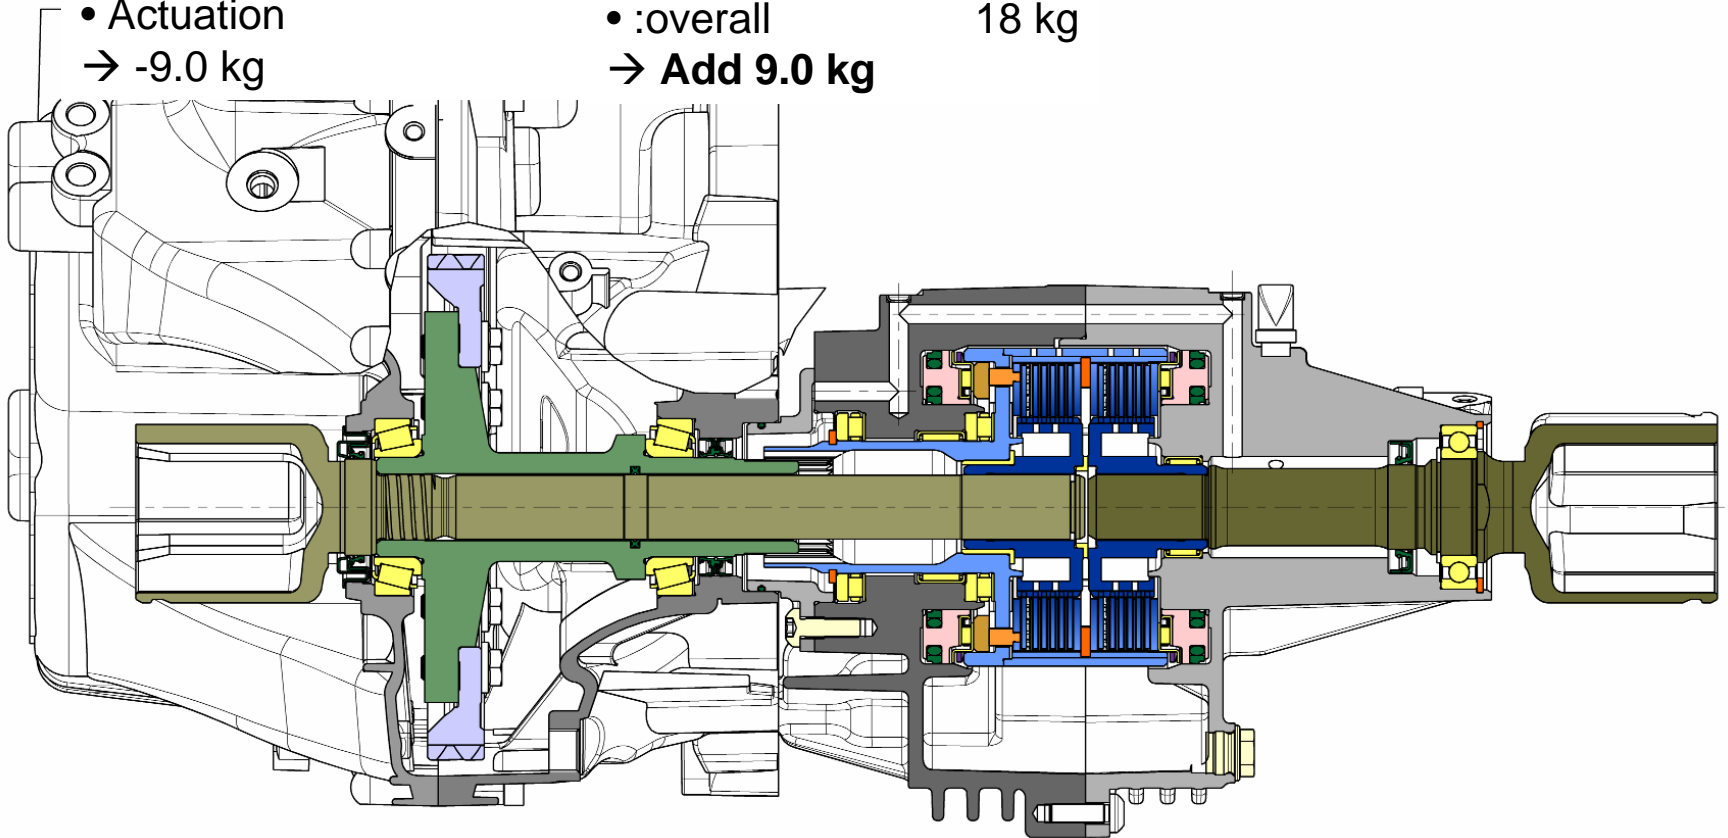 • Actuation
→ -9.0 kg
• :overall 18 kg
→ Add 9.0 kg